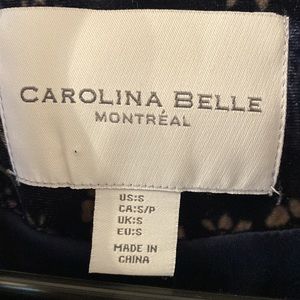 CAROLINA BELLE
MONTRÉAL
US:S
CA:S/P
UK:S
EU:S
MADE IN
CHINA